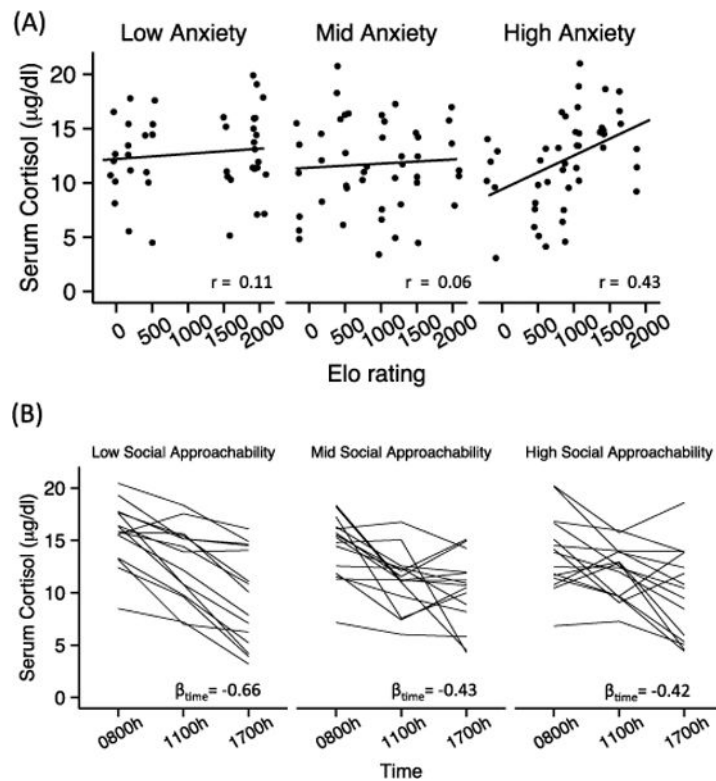 (A)
Low Anxiety Mid Anxiety High Anxiety
Serum Cortisol (µg/dl)
20
15
10
5
0
r = 0.11 r = 0.06 r = 0.43
0 500 1000 1500 2000 0 500 1000 1500 2000 0 500 1000 1500 2000
Elo rating
(B)
Low Social Approachability Mid Social Approachability High Social Approachability
Serum Cortisol (µg/dl)
20
15
10
5
0
βtime= -0.66 βtime= -0.43 βtime= -0.42
0800h 1100h 1700h 0800h 1100h 1700h 0800h 1100h 1700h
Time